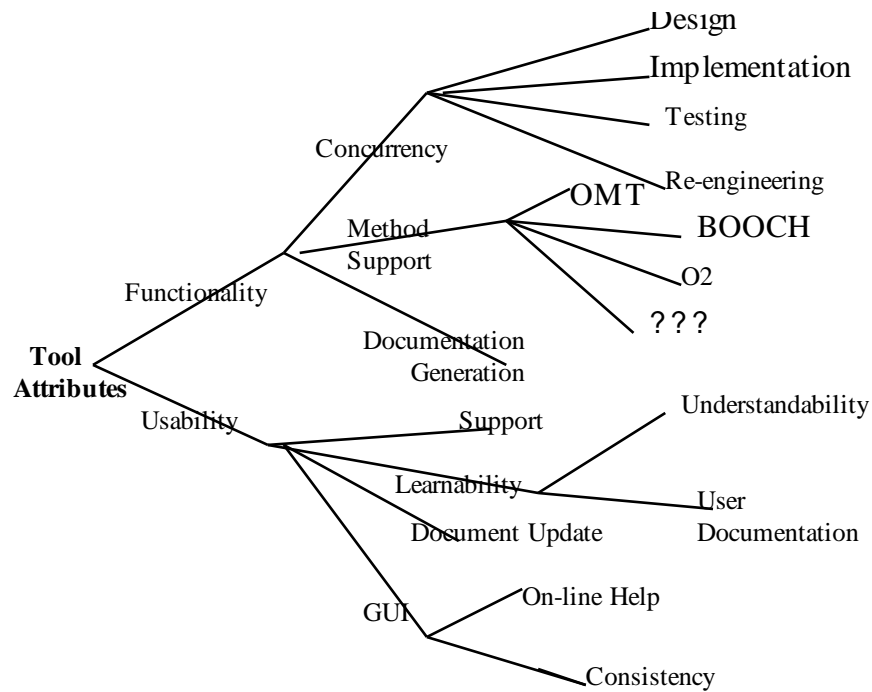 Design
Implementation
Testing
Concurrency
Re-engineering
OMT
Method
Support
BOOCH
O2
Functionality
???
Documentation
Generation
Tool
Attributes
Usability
Support
Understandability
Learnability
User
Documentation
Document Update
On-line Help
GUI
Consistency